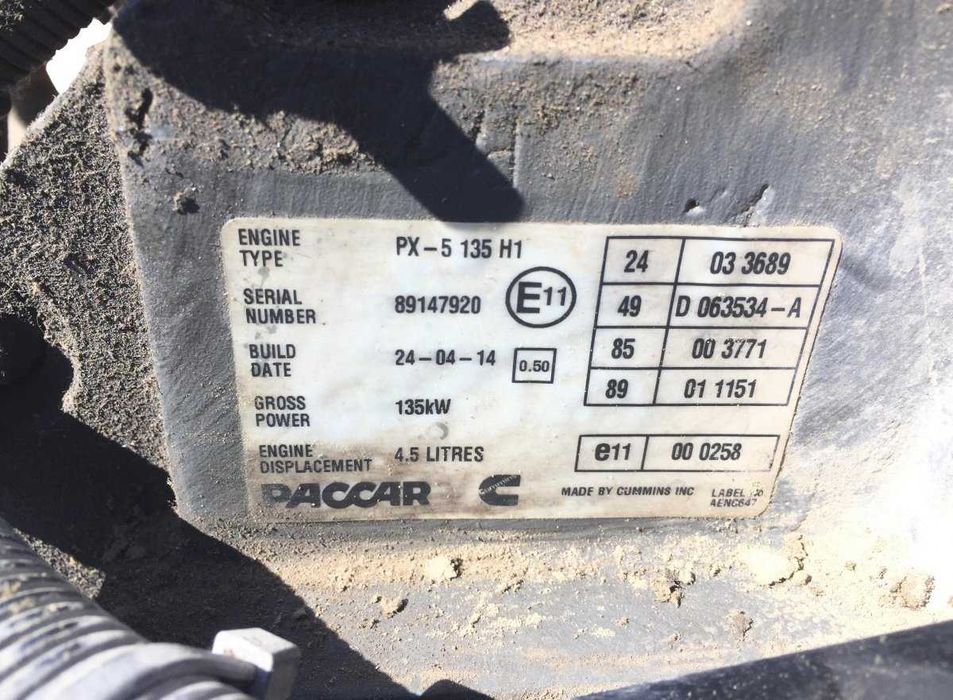 ENGINE TYPE PX-5 135 H1
SERIAL NUMBER 89147920 E11
BUILD DATE 24-04-14 0.50
GROSS POWER 135kW
ENGINE DISPLACEMENT 4.5 LITRES
24 03 3689
49 D 063534-A
85 00 3771
89 01 1151
e11 00 0258
PACCAR
MADE BY CUMMINS INC
LABEL
AENC647